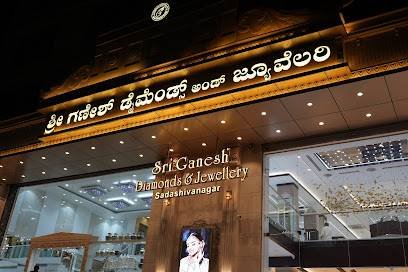 ಶ್ರೀ ಗಣೇಶ್ ಡೈಮೆಂಡ್ಸ್ ಅಂಡ್ ಜ್ಯೂವೆಲರಿ
Sri Ganesh
Diamonds & Jewellery
Sadashivanagar